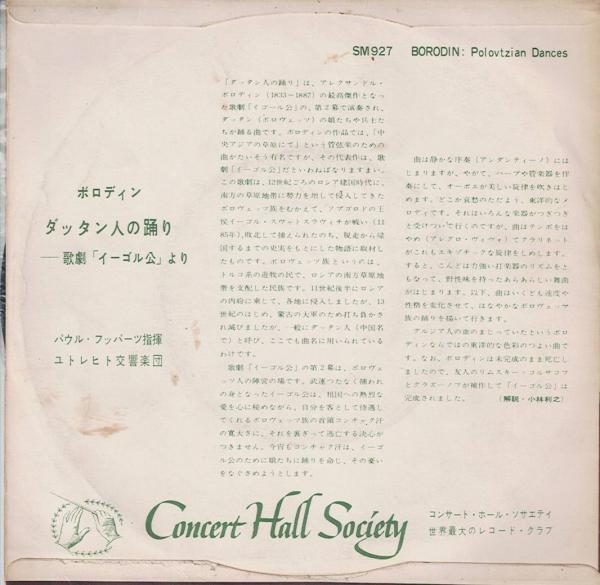 SM 927 BORODIN: Polovtzian Dances
ボロディン
ダッタン人の踊り
―歌劇「イーゴル公」より
パウル・フッパーツ指揮
ユトレヒト交響楽団
「ダッタン人の踊り」は、アレクサンドル・
ボロディン（1833−1887）の最高傑作となっ
た歌劇「イゴール公」の、第2幕で演奏され、
ダッタン（ボロヴェッツ）の娘たちや兵士た
ちが踊る曲です。ボロディンの作品では、「中
央アジアの草原にて」という管弦楽のための
曲がたいそう有名ですが、その代表作は、歌
劇「イゴール公」だといわねばなりますまい。
この歌劇は、12世紀ごろのロシア建国時代に、
南方の草原地帯に勢力を増して侵入してきた
ボロヴェッツ族をむかえて、ノブゴロドの王
侯イーゴル・スヴャトスラヴィチが戦い（11
85年）、敗北して捕えられたのち、脱走から帰
国するまでの史実をもとにした物語に取材し
たものです。ボロヴェッツ族というのは、
トルコ系の遊牧の民で、ロシアの南方草原地
帯を支配した民族です。11世紀後半にロシア
の内紛に乗じて、各地に侵入しましたが、13
世紀のはじめ、蒙古の大軍のため打ち負かさ
れ滅びましたが、一般にダッタン人（中国名
で）と呼び、ここでも曲名に用いられている
わけです。
歌劇「イゴール公」の第2幕は、ボロヴェ
ッツ人の陣営の場です。武運つたなく捕われ
の身となったイーゴル公は、祖国への熱烈な
愛を心に秘めながら、自分を客として待遇し
てくれるボロヴェッツ族の首領コンチャック汗
の寛大さに、それを裏ぎって逃亡する決心が
つきません。今宵もコンチャック汗は、イーゴ
ル公のために娘たちに踊りを命じ、その憂い
をなぐさめようとします。
曲は静かな序奏（アンダンティーノ）には
じまりますが、やがて、ハープや管楽器を伴
奏にして、オーボエが美しい旋律を吹きはじ
めます。どこか哀愁のただよう、東洋的なメ
ロディです。それはいろんな楽器がつぎつぎ
と受けついで行くのですが、曲はテンポをは
やめ（アレグロ・ヴィヴォ）てクラリネット
がこれもエキゾチックな旋律をしめします。
すると、こんどは力強い打楽器のリズムをと
もなって、野性味を持ったあらあらしい舞曲
がはじまります。以下、曲はいくども速度や
性格を変化させて、はなやかなボロヴェッツ
族の踊りを描いて行きます。
グルジア人の血のまじっていたというボロデ
ィンならではの東洋的な色彩のつよい曲で
す。なお、ボロディンは未完成のまま死亡しま
したので、友人のリムスキー・コルサコフ
とグラズーノフが補作して「イゴール公」は
完成されました。 （解説・小林利之）
Concert Hall Society
コンサート・ホール・ソサエティ
世界最大のレコード・クラブ